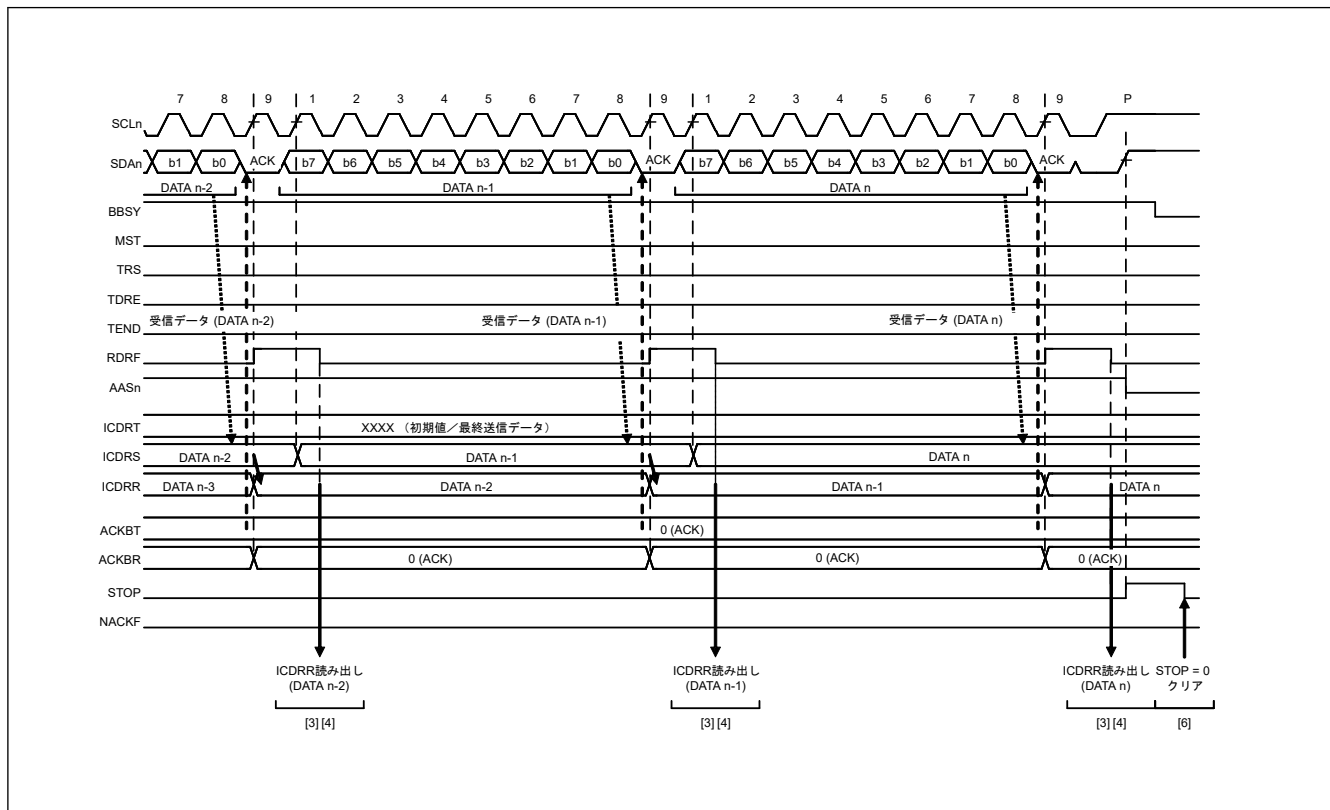 7 8 9 1 2 3 4 5 6 7 8 9 1 2 3 4 5 6 7 8 9 P
SCLn
SDAn b1 b0 ACK b7 b6 b5 b4 b3 b2 b1 b0 ACK b7 b6 b5 b4 b3 b2 b1 b0 ACK
DATA n-2 DATA n-1 DATA n
BBSY
MST
TRS
TDRE
受信データ (DATA n-2) 受信データ (DATA n-1) 受信データ (DATA n)
TEND
RDRF
AASn
ICDRT XXXX （初期値／最終送信データ）
ICDRS DATA n-2 DATA n-1 DATA n
ICDRR DATA n-3 DATA n-2 DATA n-1 DATA n
ACKBT 0 (ACK)
ACKBR 0 (ACK) 0 (ACK) 0 (ACK)
STOP
NACKF
ICDRR読み出し ICDRR読み出し ICDRR読み出し STOP = 0
(DATA n-2) (DATA n-1) (DATA n) クリア
[3] [4] [3] [4] [3] [4] [6]